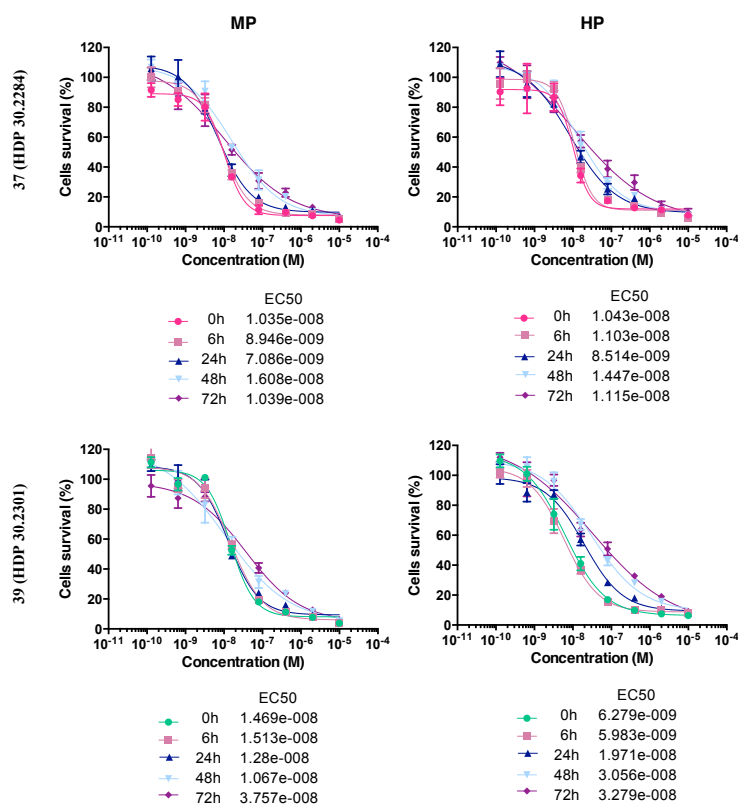 MP
HP
37 (HDP 30.2284)
Cells survival (%)
120
100
80
60
40
20
0
10-11 10-10 10-9 10-8 10-7 10-6 10-5 10-4
Concentration (M)
Cells survival (%)
120
100
80
60
40
20
0
10-11 10-10 10-9 10-8 10-7 10-6 10-5 10-4
Concentration (M)
EC50
0h 1.035e-008
6h 8.946e-009
24h 7.086e-009
48h 1.608e-008
72h 1.039e-008
EC50
0h 1.043e-008
6h 1.103e-008
24h 8.514e-009
48h 1.447e-008
72h 1.115e-008
39 (HDP 30.2301)
Cells survival (%)
120
100
80
60
40
20
0
10-11 10-10 10-9 10-8 10-7 10-6 10-5 10-4
Concentration (M)
Cells survival (%)
120
100
80
60
40
20
0
10-11 10-10 10-9 10-8 10-7 10-6 10-5 10-4
Concentration (M)
EC50
0h 1.469e-008
6h 1.513e-008
24h 1.28e-008
48h 1.067e-008
72h 3.757e-008
EC50
0h 6.279e-009
6h 5.983e-009
24h 1.971e-008
48h 3.056e-008
72h 3.279e-008